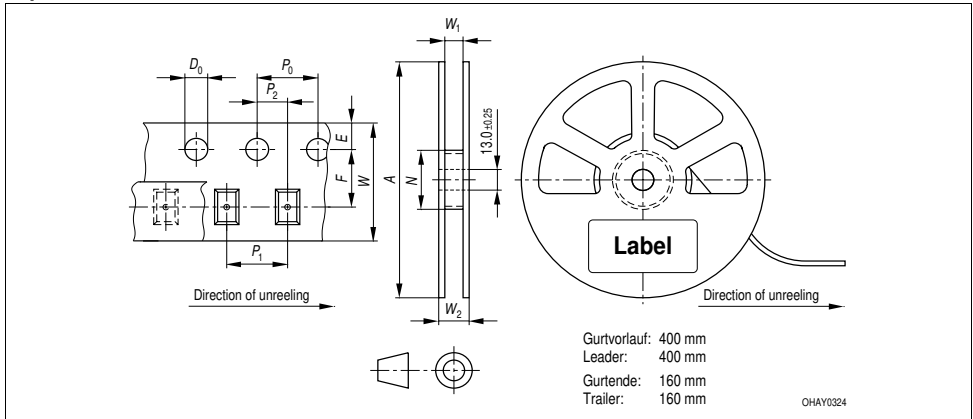 W1
D0
P0
P2
E
F
W
A
N
13.0 ±0.25
Label
P1
Direction of unreeling
W2
Direction of unreeling
Gurtvorlauf: 400 mm
Leader: 400 mm
Gurtende: 160 mm
Trailer: 160 mm
OHAY0324